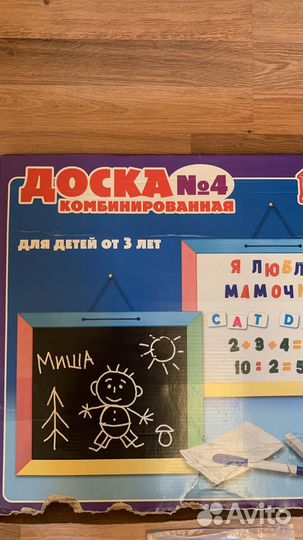 ДОСКА №4
КОМБИНИРОВАННАЯ
ДЛЯ ДЕТЕЙ ОТ 3 ЛЕТ
Я ЛЮБЛ
МАМОЧ
CAT D
2+3+4=
10:2=5
МИША
Avito